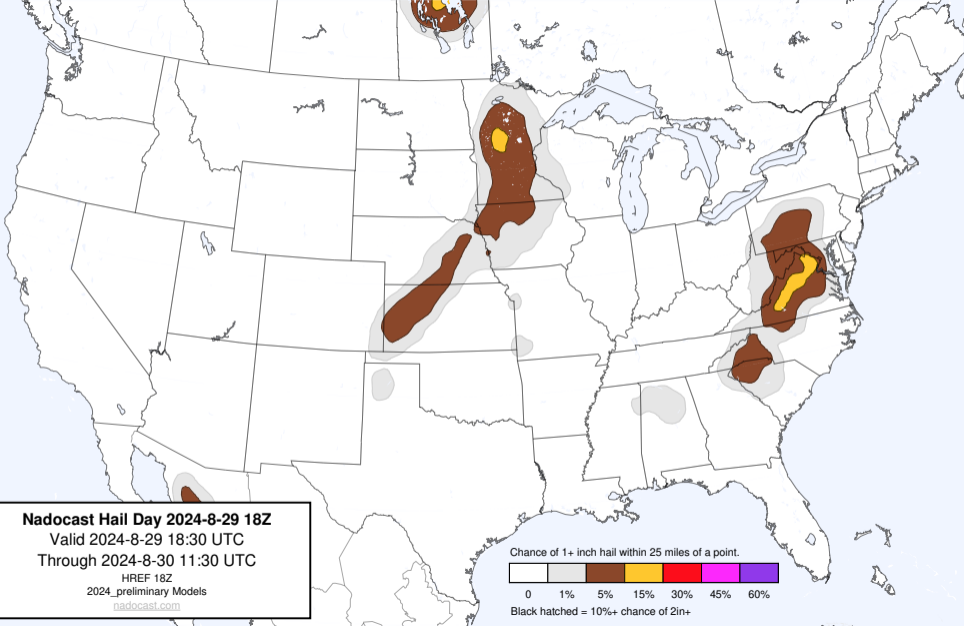 Nadocast Hail Day 2024-8-29 18Z
Valid 2024-8-29 18:30 UTC
Through 2024-8-30 11:30 UTC
HREF 18Z
2024_preliminary Models
nadocast.com
Chance of 1+ inch hail within 25 miles of a point.
0 1% 5% 15% 30% 45% 60%
Black hatched = 10%+ chance of 2in+